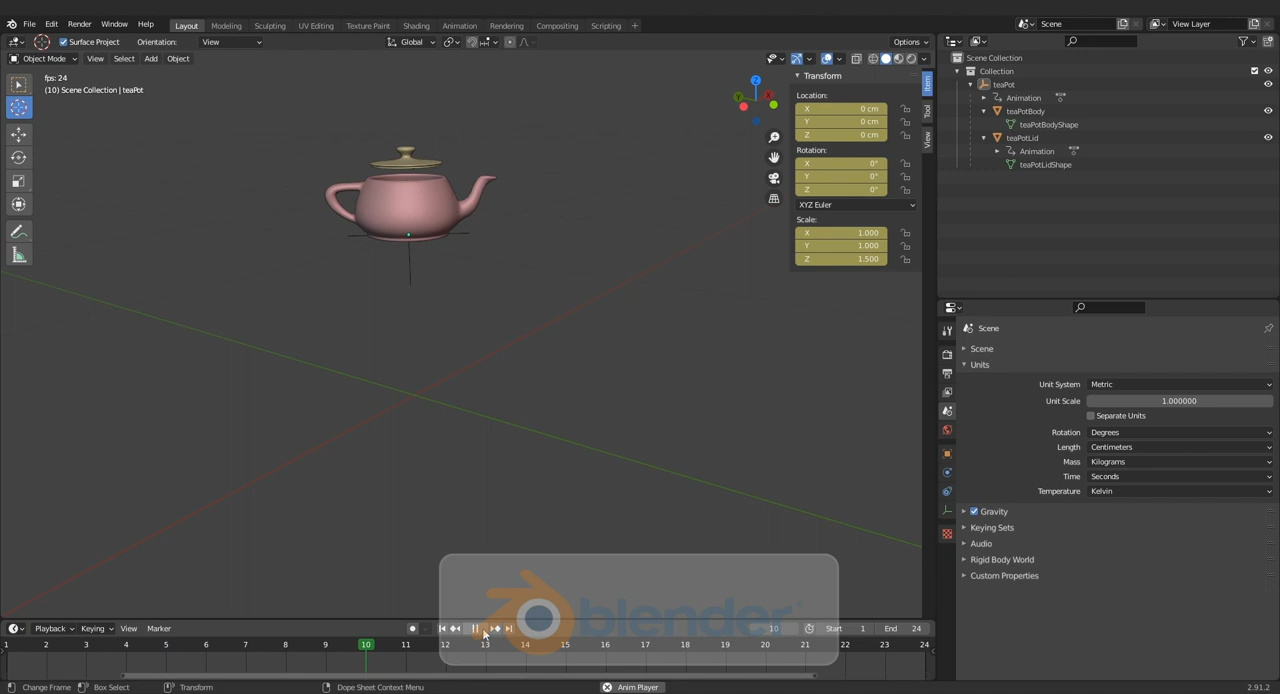 File Edit Render Window Help Layout Modeling Sculpting UV Editing Texture Paint Shading Animation Rendering Compositing Scripting + Scene View Layer
Surface Project Orientation: View Global Options
Object Mode View Select Add Object
fps: 24
(10) Scene Collection | teaPot
Z
Y
X
Transform
Location:
X 0 cm
Y 0 cm
Z 0 cm
Rotation:
X 0°
Y 0°
Z 0°
XYZ Euler
Scale:
X 1.000
Y 1.000
Z 1.500
Item
Tool
View
Scene Collection
Collection
teaPot
Animation
teaPotBody
teaPotBodyShape
teaPotLid
Animation
teaPotLidShape
Scene
Scene
Units
Unit System Metric
Unit Scale 1.000000
Separate Units
Rotation Degrees
Length Centimeters
Mass Kilograms
Time Seconds
Temperature Kelvin
Gravity
Keying Sets
Audio
Rigid Body World
Custom Properties
blender
Playback Keying View Marker 10 Start 1 End 24
1 2 3 4 5 6 7 8 9 10 11 12 13 14 15 16 17 18 19 20 21 22 23 24
Change Frame Box Select Transform Dope Sheet Context Menu Anim Player 2.91.2